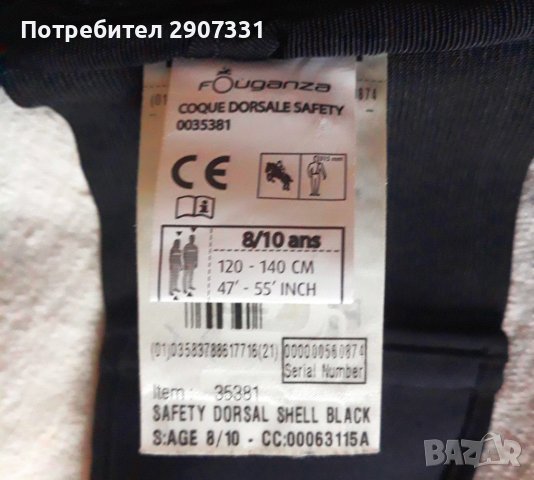 Потребител 2907331
FOUGANZA
COQUE DORSALE SAFETY
0035381
CE
8/10 ans
120 - 140 CM
47' - 55' INCH
(01)03583788617716(21) 000000560874
Serial Number
Item: 35381
SAFETY DORSAL SHELL BLACK
S:AGE 8/10 - CC:00063115A
BAZAR